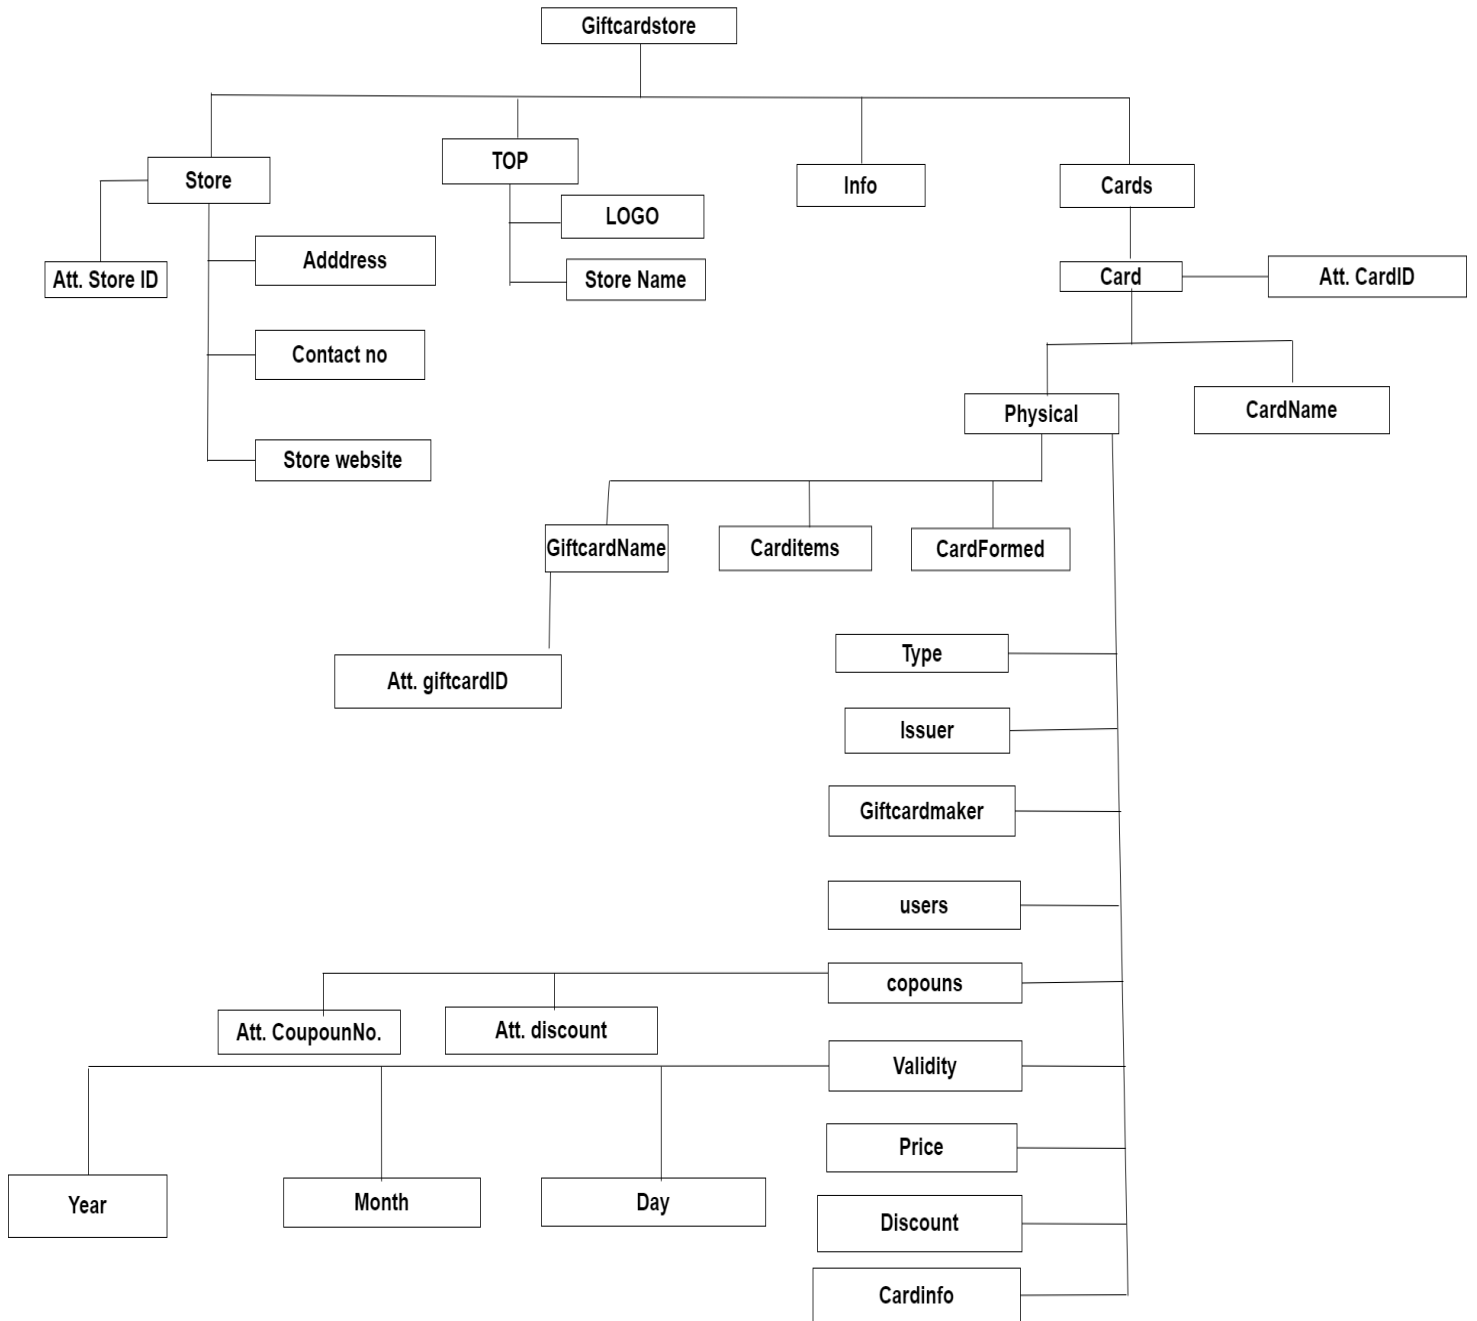 Giftcardstore
Store
TOP
Info
Cards
LOGO
Att. Store ID
Adddress
Store Name
Card
Att. CardID
Contact no
Physical
CardName
Store website
GiftcardName
Carditems
CardFormed
Att. giftcardID
Type
Issuer
Giftcardmaker
users
copouns
Att. CoupounNo.
Att. discount
Validity
Year
Month
Day
Price
Discount
Cardinfo